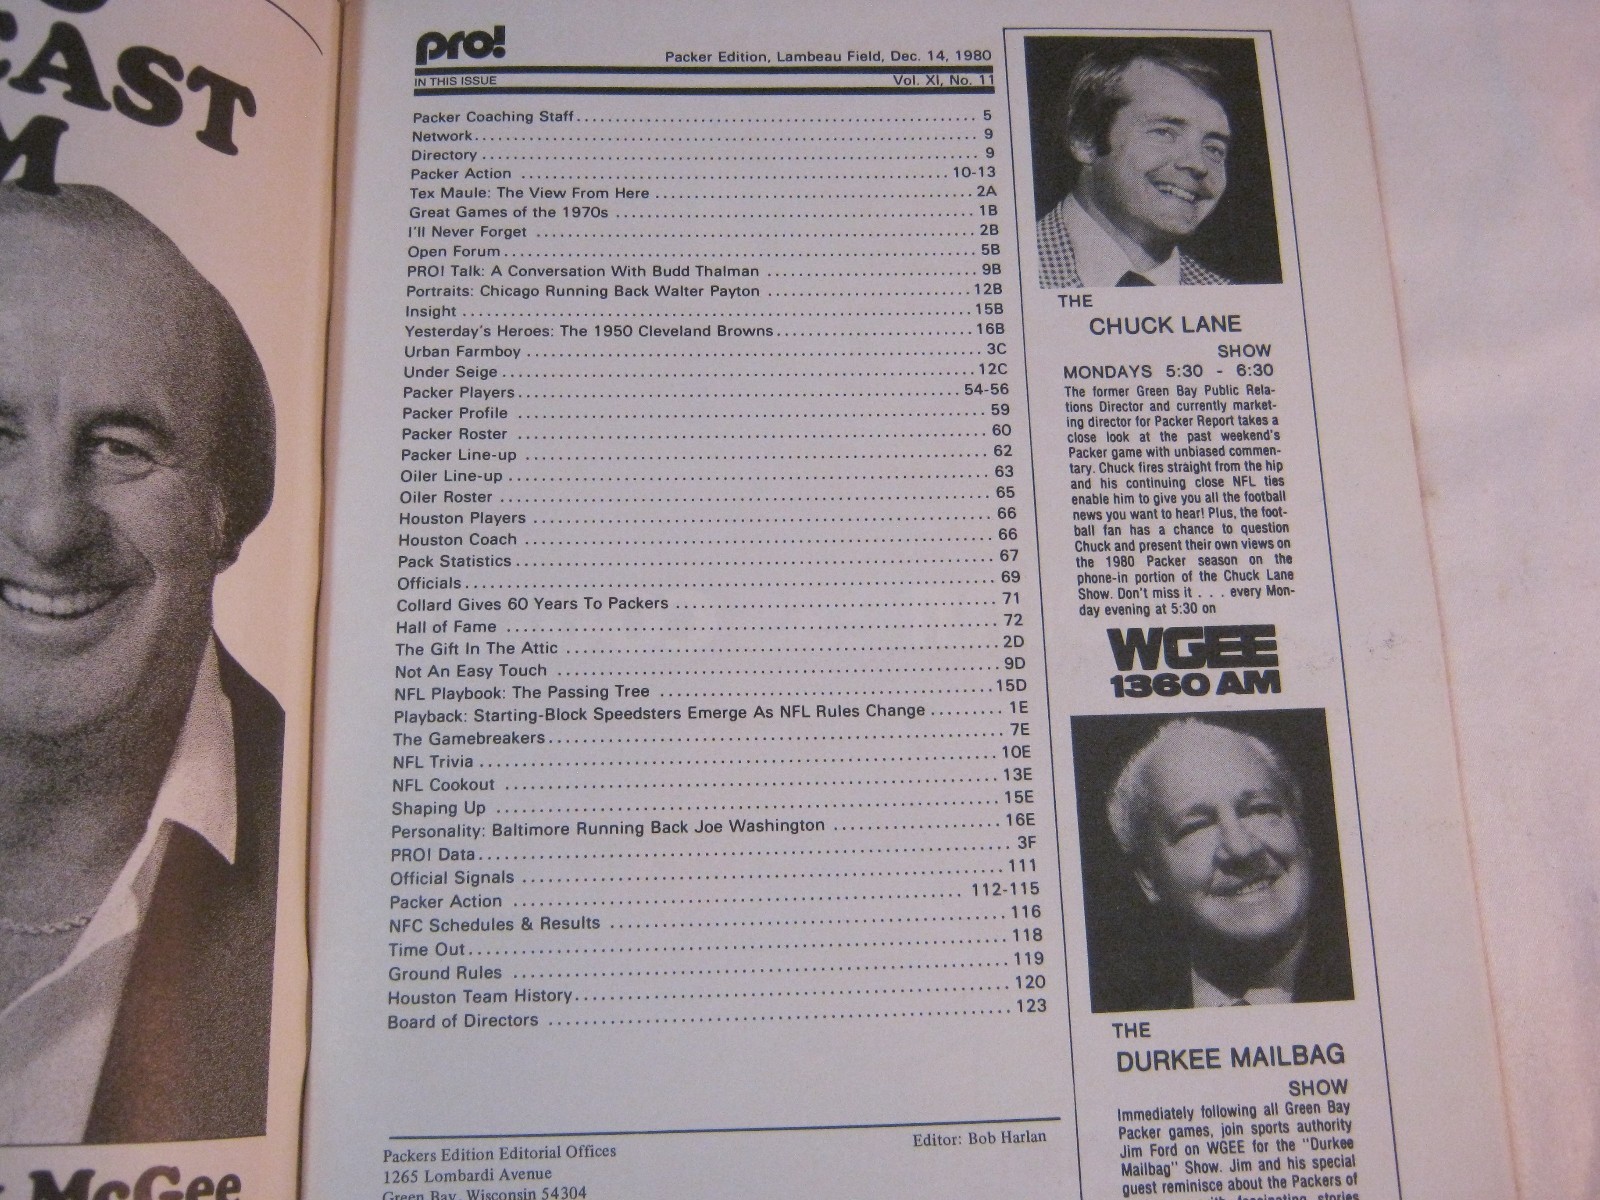 CAST
M
McGee
pro!
Packer Edition, Lambeau Field, Dec. 14, 1980
IN THIS ISSUE Vol. XI, No. 11
Packer Coaching Staff 5
Network 9
Directory 9
Packer Action 10-13
Tex Maule: The View From Here 2A
Great Games of the 1970s 1B
I'll Never Forget 2B
Open Forum 5B
PRO! Talk: A Conversation With Budd Thalman 9B
Portraits: Chicago Running Back Walter Payton 12B
Insight 15B
Yesterday's Heroes: The 1950 Cleveland Browns 16B
Urban Farmboy 3C
Under Seige 12C
Packer Players 54-56
Packer Profile 59
Packer Roster 60
Packer Line-up 62
Oiler Line-up 63
Oiler Roster 65
Houston Players 66
Houston Coach 66
Pack Statistics 67
Officials 69
Collard Gives 60 Years To Packers 71
Hall of Fame 72
The Gift In The Attic 2D
Not An Easy Touch 9D
NFL Playbook: The Passing Tree 15D
Playback: Starting-Block Speedsters Emerge As NFL Rules Change 1E
The Gamebreakers 7E
NFL Trivia 10E
NFL Cookout 13E
Shaping Up 15E
Personality: Baltimore Running Back Joe Washington 16E
PRO! Data 3F
Official Signals 111
Packer Action 112-115
NFC Schedules & Results 116
Time Out 118
Ground Rules 119
Houston Team History 120
Board of Directors 123
Packers Edition Editorial Offices
1265 Lombardi Avenue
Green Bay, Wisconsin 54304
Editor: Bob Harlan
THE
CHUCK LANE
SHOW
MONDAYS 5:30 - 6:30
The former Green Bay Public Rela-
tions Director and currently market-
ing director for Packer Report takes a
close look at the past weekend's
Packer game with unbiased commen-
tary. Chuck fires straight from the hip
and his continuing close NFL ties
enable him to give you all the football
news you want to hear! Plus, the foot-
ball fan has a chance to question
Chuck and present their own views on
the 1980 Packer season on the
phone-in portion of the Chuck Lane
Show. Don't miss it . . . every Mon-
day evening at 5:30 on
WGEE
1360 AM
THE
DURKEE MAILBAG
SHOW
Immediately following all Green Bay
Packer games, join sports authority
Jim Ford on WGEE for the "Durkee
Mailbag" Show. Jim and his special
guest reminisce about the Packers of
with fascinating stories